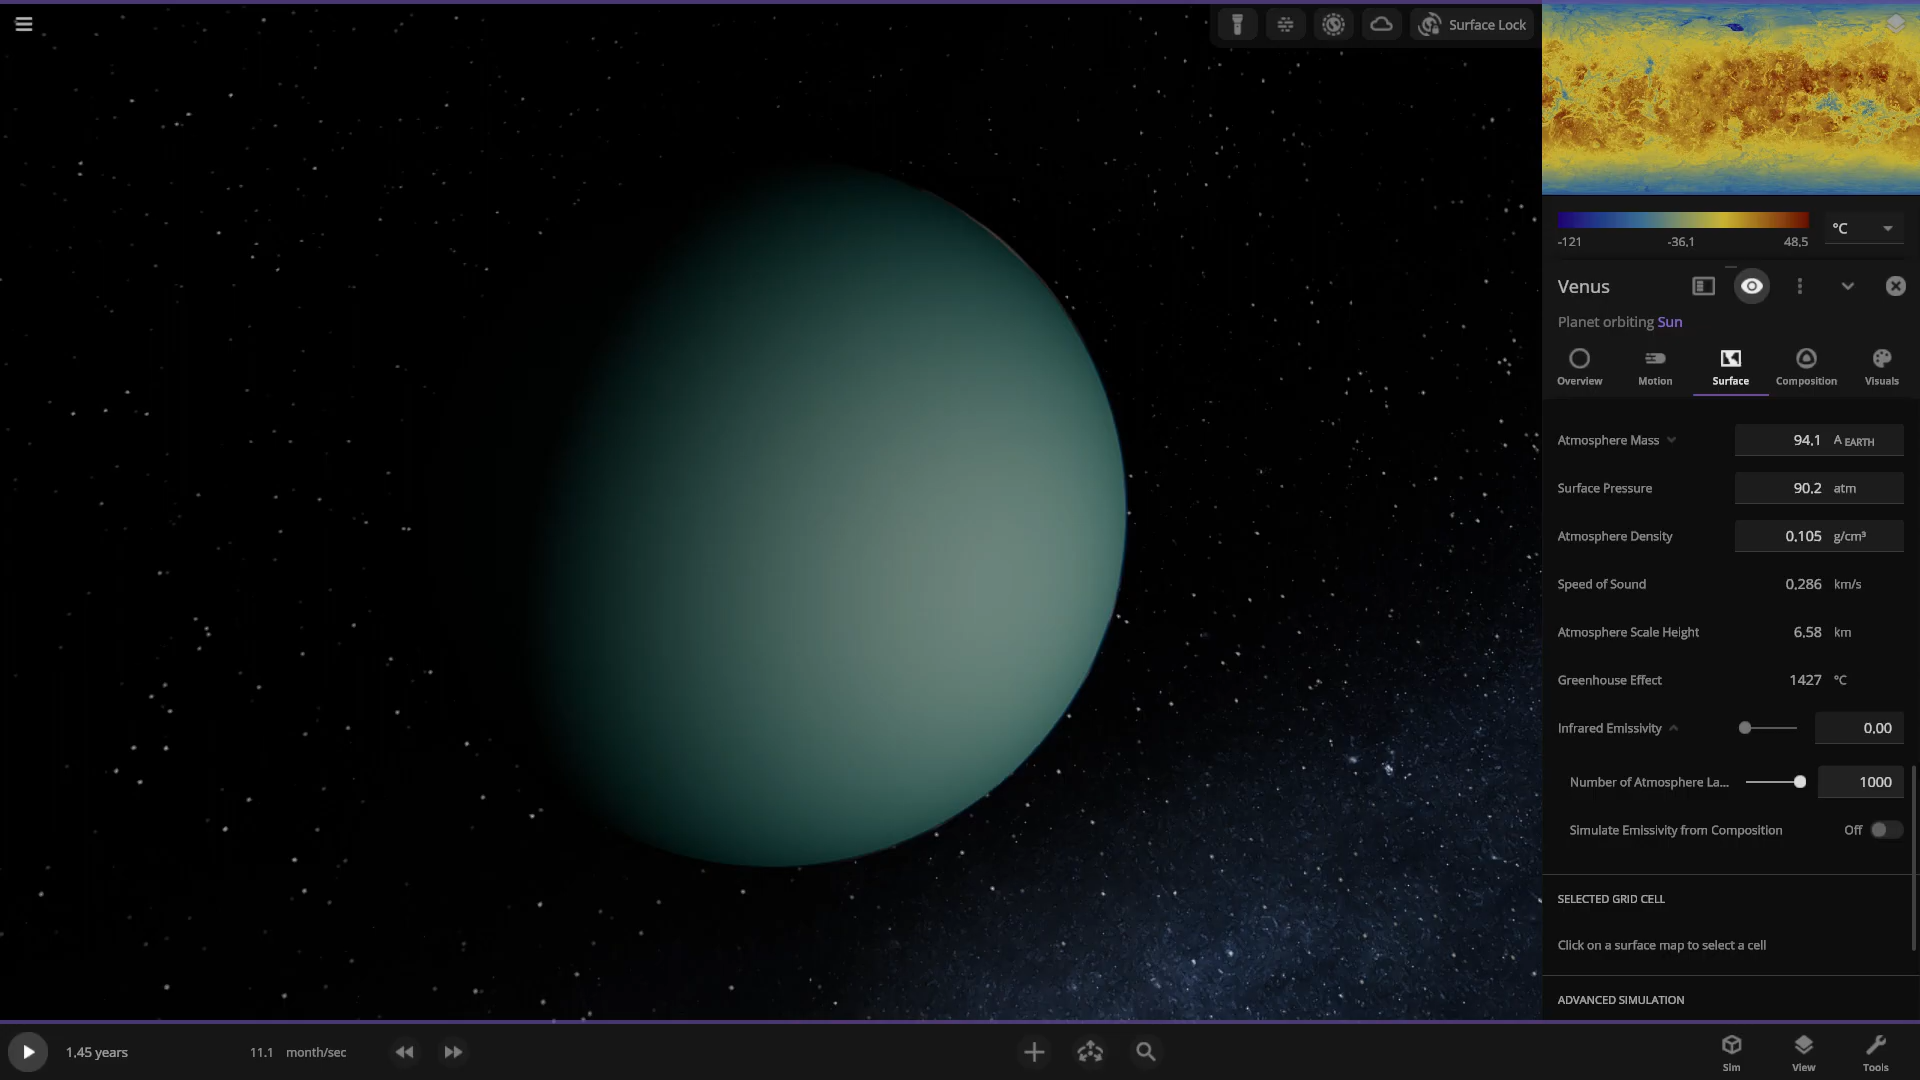 Surface Lock
-121 -36,1 48,5 °C
Venus
Planet orbiting Sun
Overview Motion Surface Composition Visuals
Atmosphere Mass 94,1 A EARTH
Surface Pressure 90,2 atm
Atmosphere Density 0,105 g/cm³
Speed of Sound 0,286 km/s
Atmosphere Scale Height 6,58 km
Greenhouse Effect 1427 °C
Infrared Emissivity 0,00
Number of Atmosphere La... 1000
Simulate Emissivity from Composition Off
SELECTED GRID CELL
Click on a surface map to select a cell
ADVANCED SIMULATION
1,45 years 11,1 month/sec
Sim View Tools